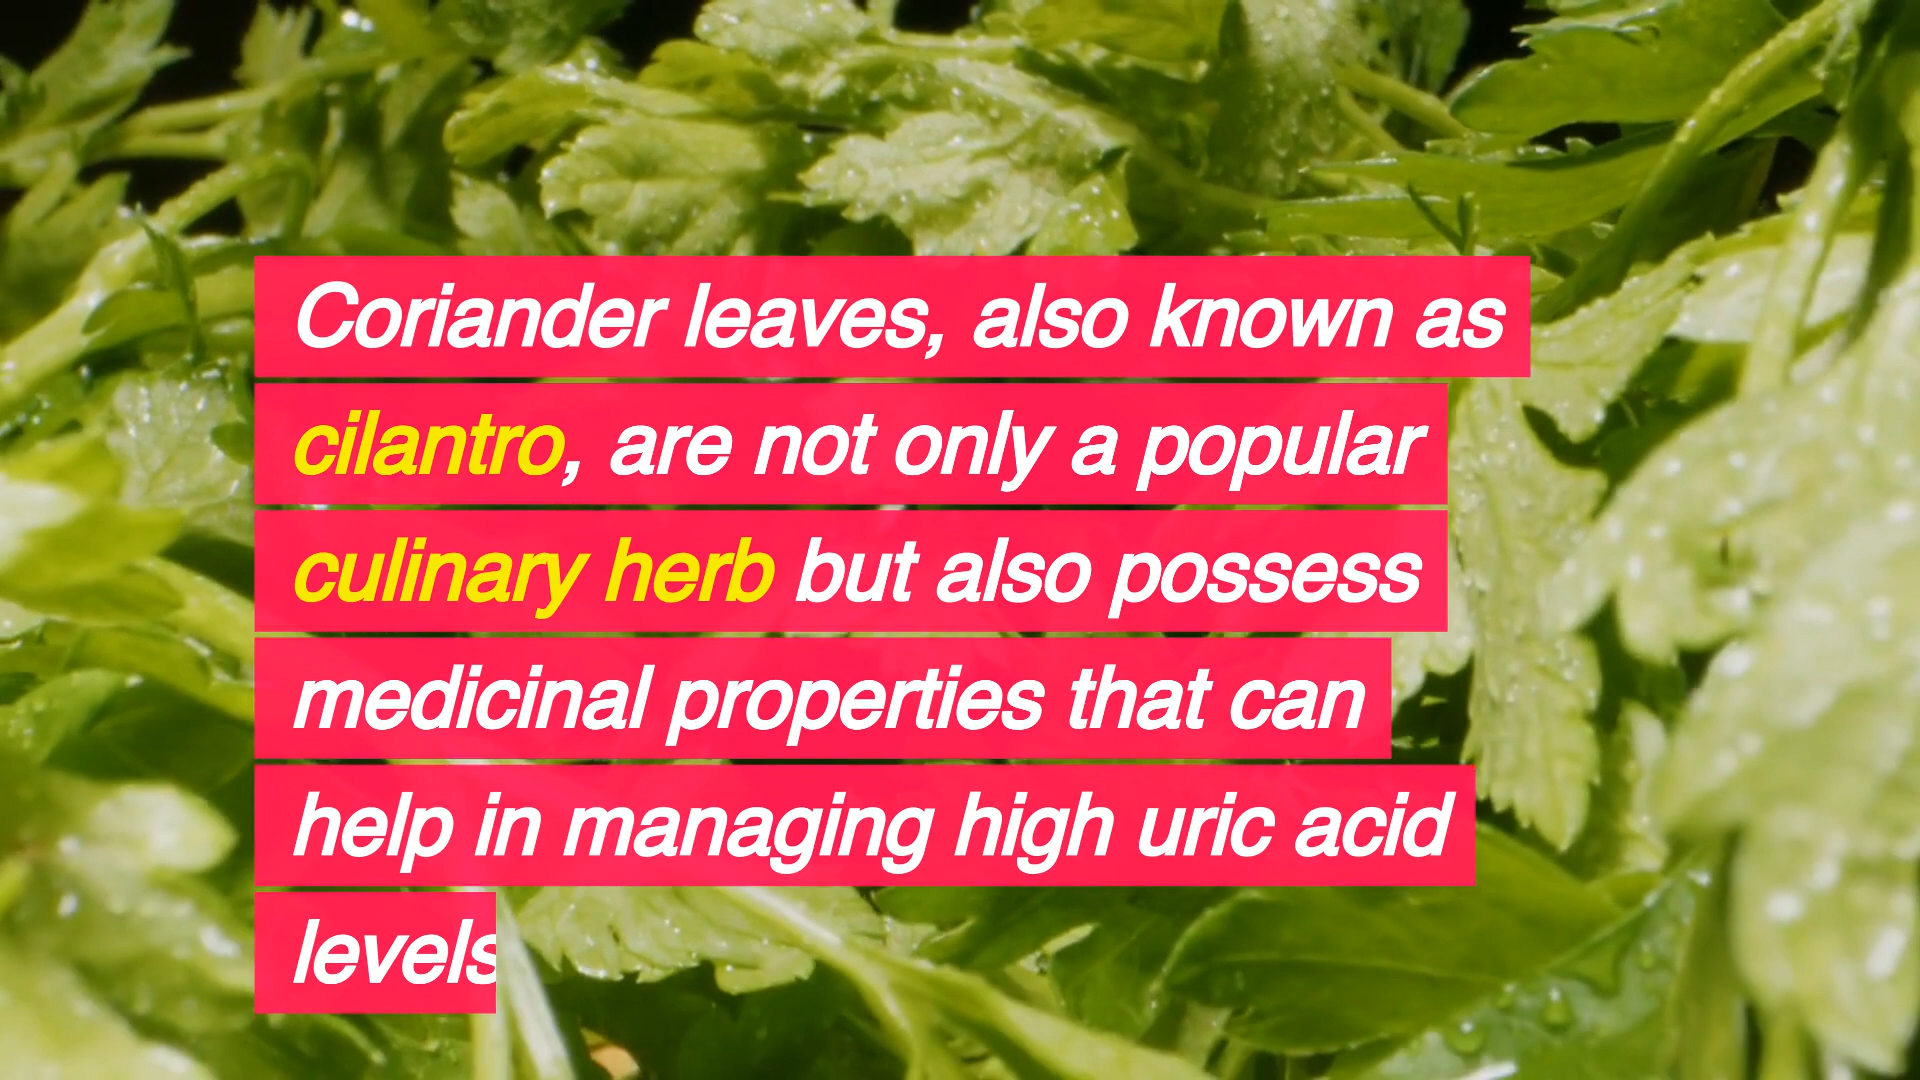 Coriander leaves, also known as
cilantro, are not only a popular
culinary herb but also possess
medicinal properties that can
help in managing high uric acid
levels